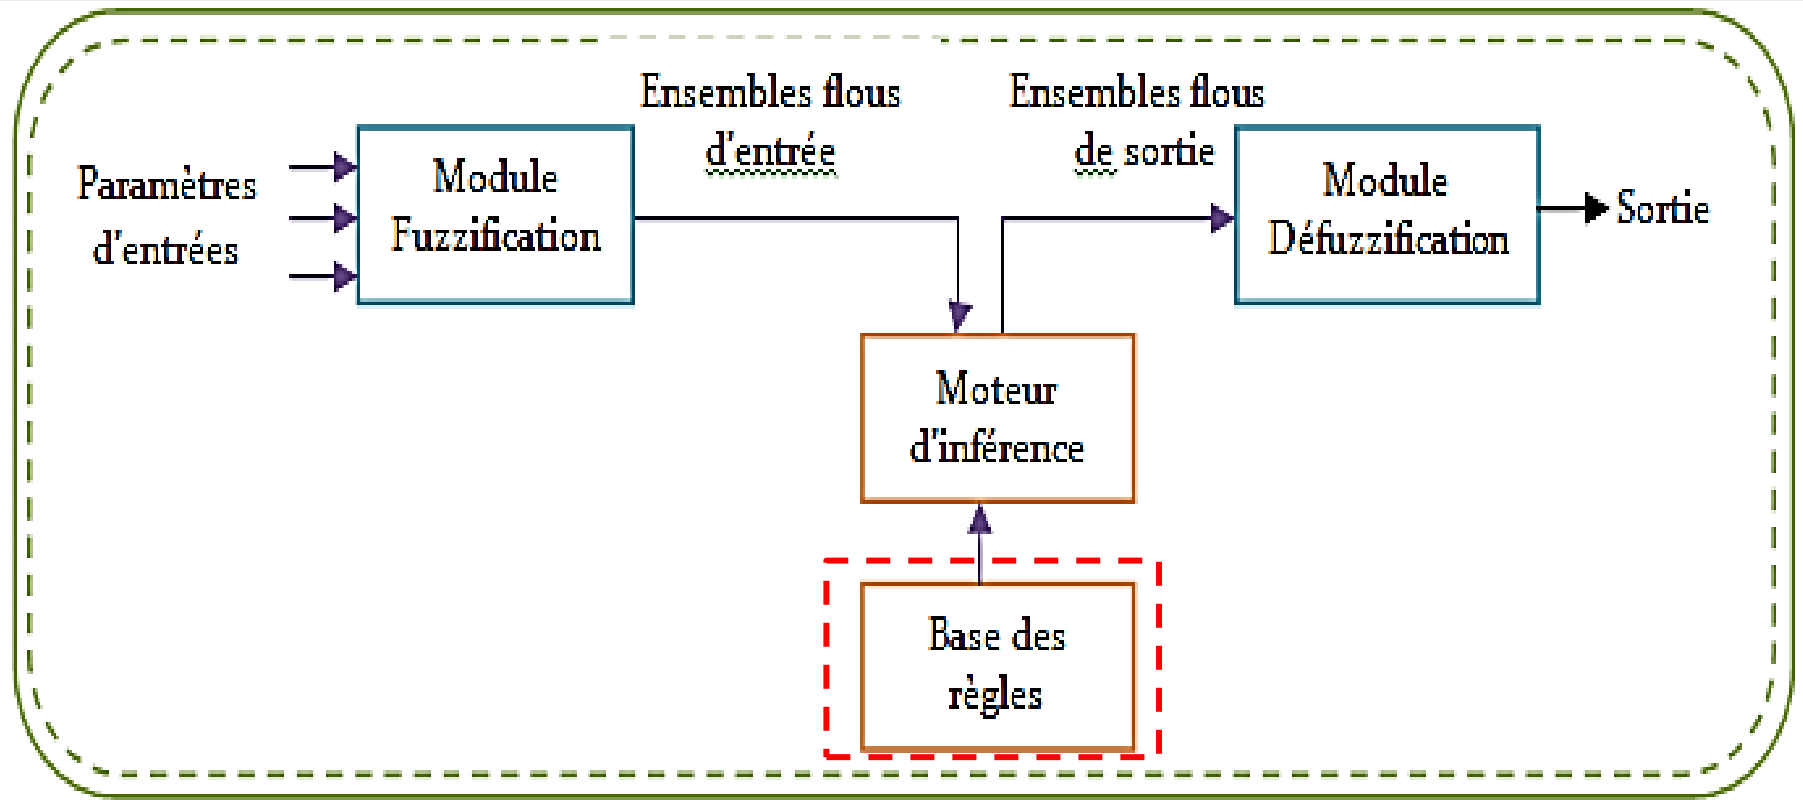 Paramètres
d'entrées
Module
Fuzzification
Ensembles flous
d'entrée
Ensembles flous
de sortie
Module
Défuzzification
Sortie
Moteur
d'inférence
Base des
règles